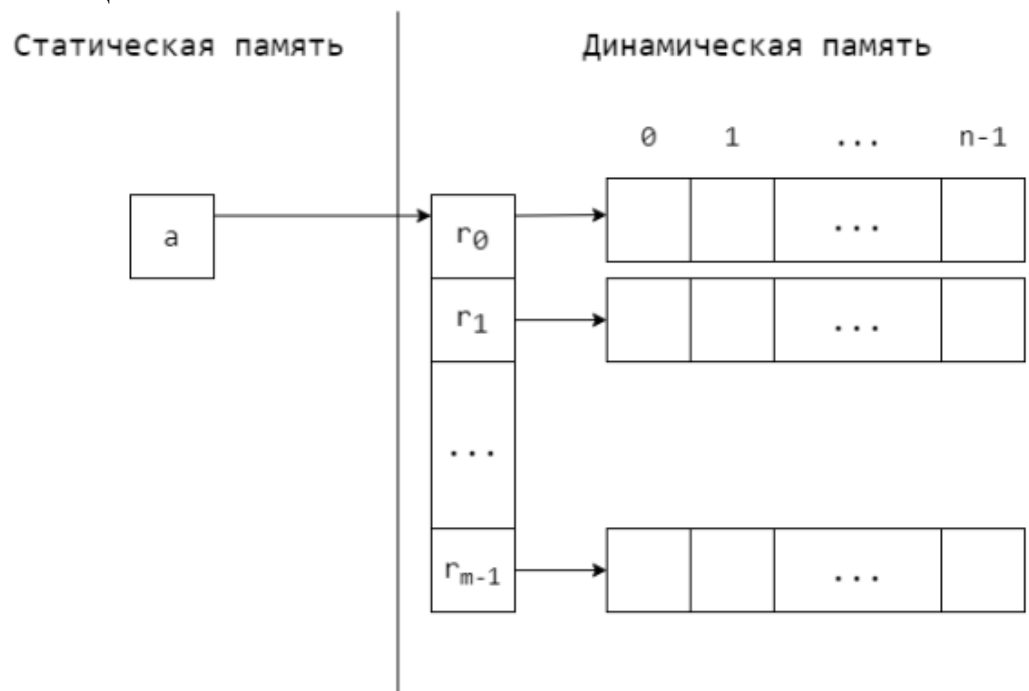 Статическая память
Динамическая память
0 1 ... n-1
a
r0
...
r1
...
...
rm-1
...